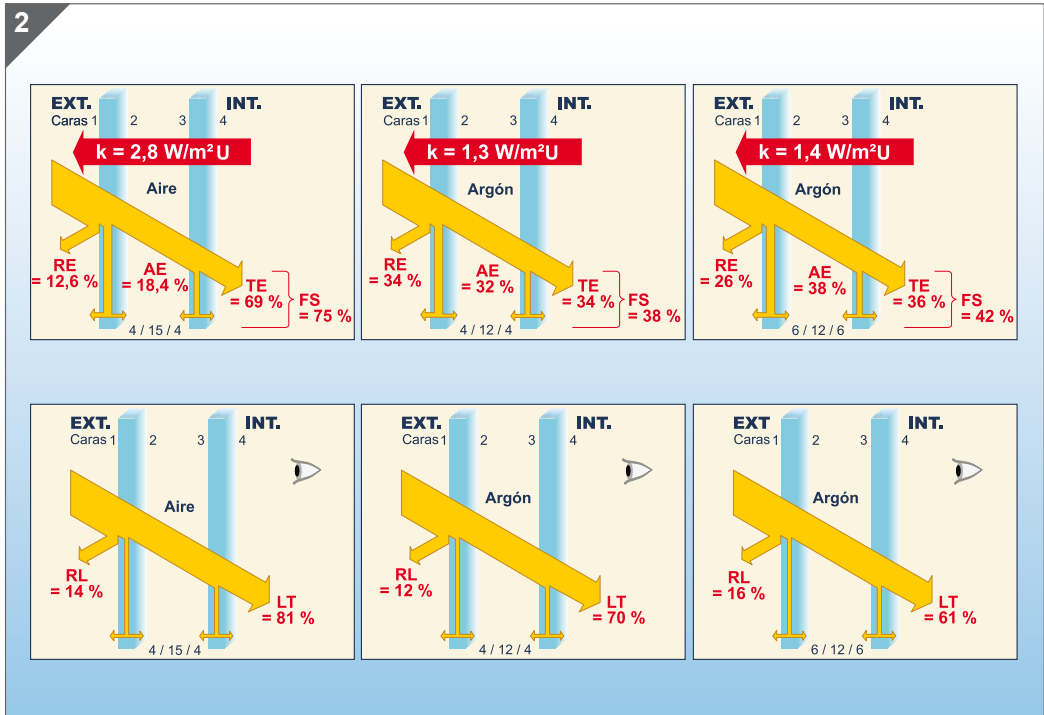 2
EXT. INT.
Caras 1 2 3 4
k = 2,8 W/m²U
Aire
RE
= 12,6 %
AE
= 18,4 %
TE
= 69 %
FS
= 75 %
4 / 15 / 4
EXT. INT.
Caras 1 2 3 4
k = 1,3 W/m²U
Argón
RE
= 34 %
AE
= 32 %
TE
= 34 %
FS
= 38 %
4 / 12 / 4
EXT. INT.
Caras 1 2 3 4
k = 1,4 W/m²U
Argón
RE
= 26 %
AE
= 38 %
TE
= 36 %
FS
= 42 %
6 / 12 / 6
EXT. INT.
Caras 1 2 3 4
Aire
RL
= 14 %
LT
= 81 %
4 / 15 / 4
EXT. INT.
Caras 1 2 3 4
Argón
RL
= 12 %
LT
= 70 %
4 / 12 / 4
EXT INT.
Caras 1 2 3 4
Argón
RL
= 16 %
LT
= 61 %
6 / 12 / 6